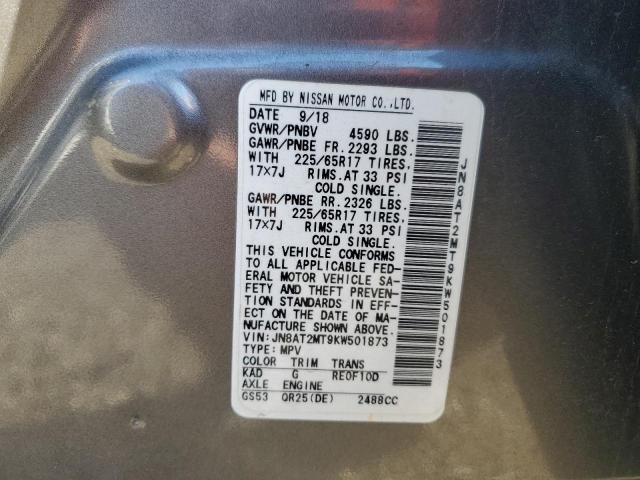 MFD BY NISSAN MOTOR CO.,LTD.
DATE 9/18
GVWR/PNBV 4590 LBS.
GAWR/PNBE FR. 2293 LBS.
WITH 225/65R17 TIRES.
17X7J RIMS.AT 33 PSI
COLD SINGLE.
GAWR/PNBE RR. 2326 LBS.
WITH 225/65R17 TIRES.
17X7J RIMS.AT 33 PSI
COLD SINGLE.
THIS VEHICLE CONFORMS
TO ALL APPLICABLE FED-
ERAL MOTOR VEHICLE SA-
FETY AND THEFT PREVEN-
TION STANDARDS IN EFF-
ECT ON THE DATE OF MA-
NUFACTURE SHOWN ABOVE.
VIN:JN8AT2MT9KW501873
TYPE: MPV
COLOR TRIM TRANS
KAD G RE0F10D
AXLE ENGINE
GS53 QR25(DE) 2488CC
JN8AT2MT9KW501873